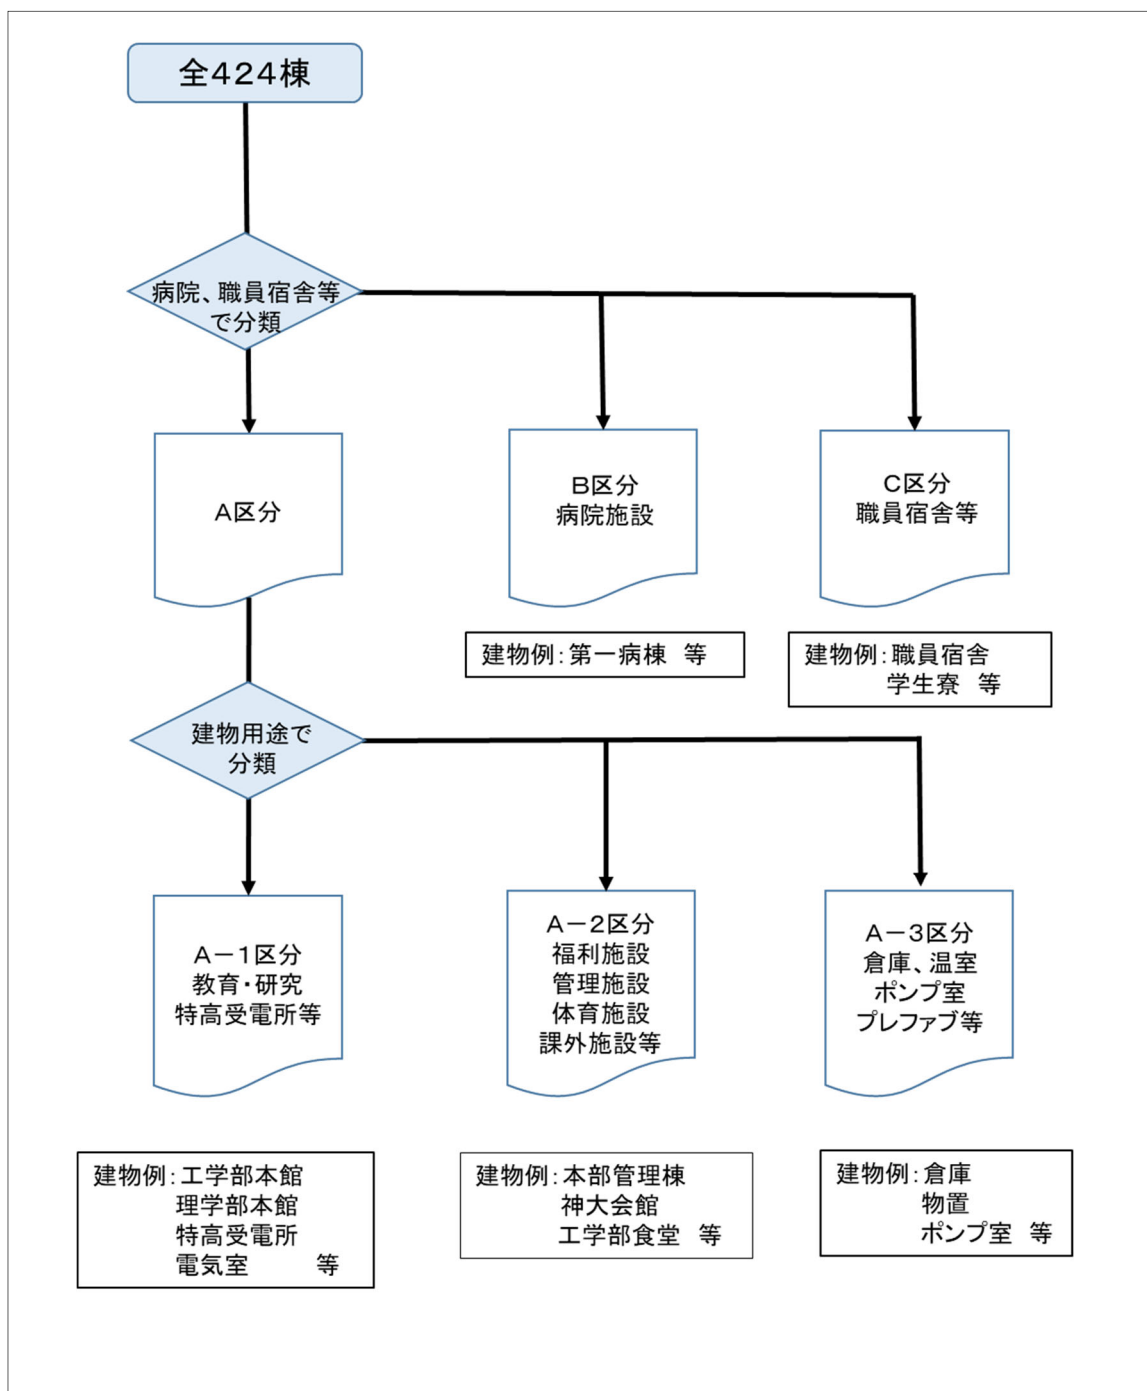 全424棟
病院、職員宿舎等
で分類
A区分
B区分
病院施設
C区分
職員宿舎等
建物例：第一病棟　等
建物例：職員宿舎
学生寮　等
建物用途で
分類
A－1区分
教育・研究
特高受電所等
A－2区分
福利施設
管理施設
体育施設
課外施設等
A－3区分
倉庫、温室
ポンプ室
プレファブ等
建物例：工学部本館
理学部本館
特高受電所
電気室　　　等
建物例：本部管理棟
神大会館
工学部食堂　等
建物例：倉庫
物置
ポンプ室　等